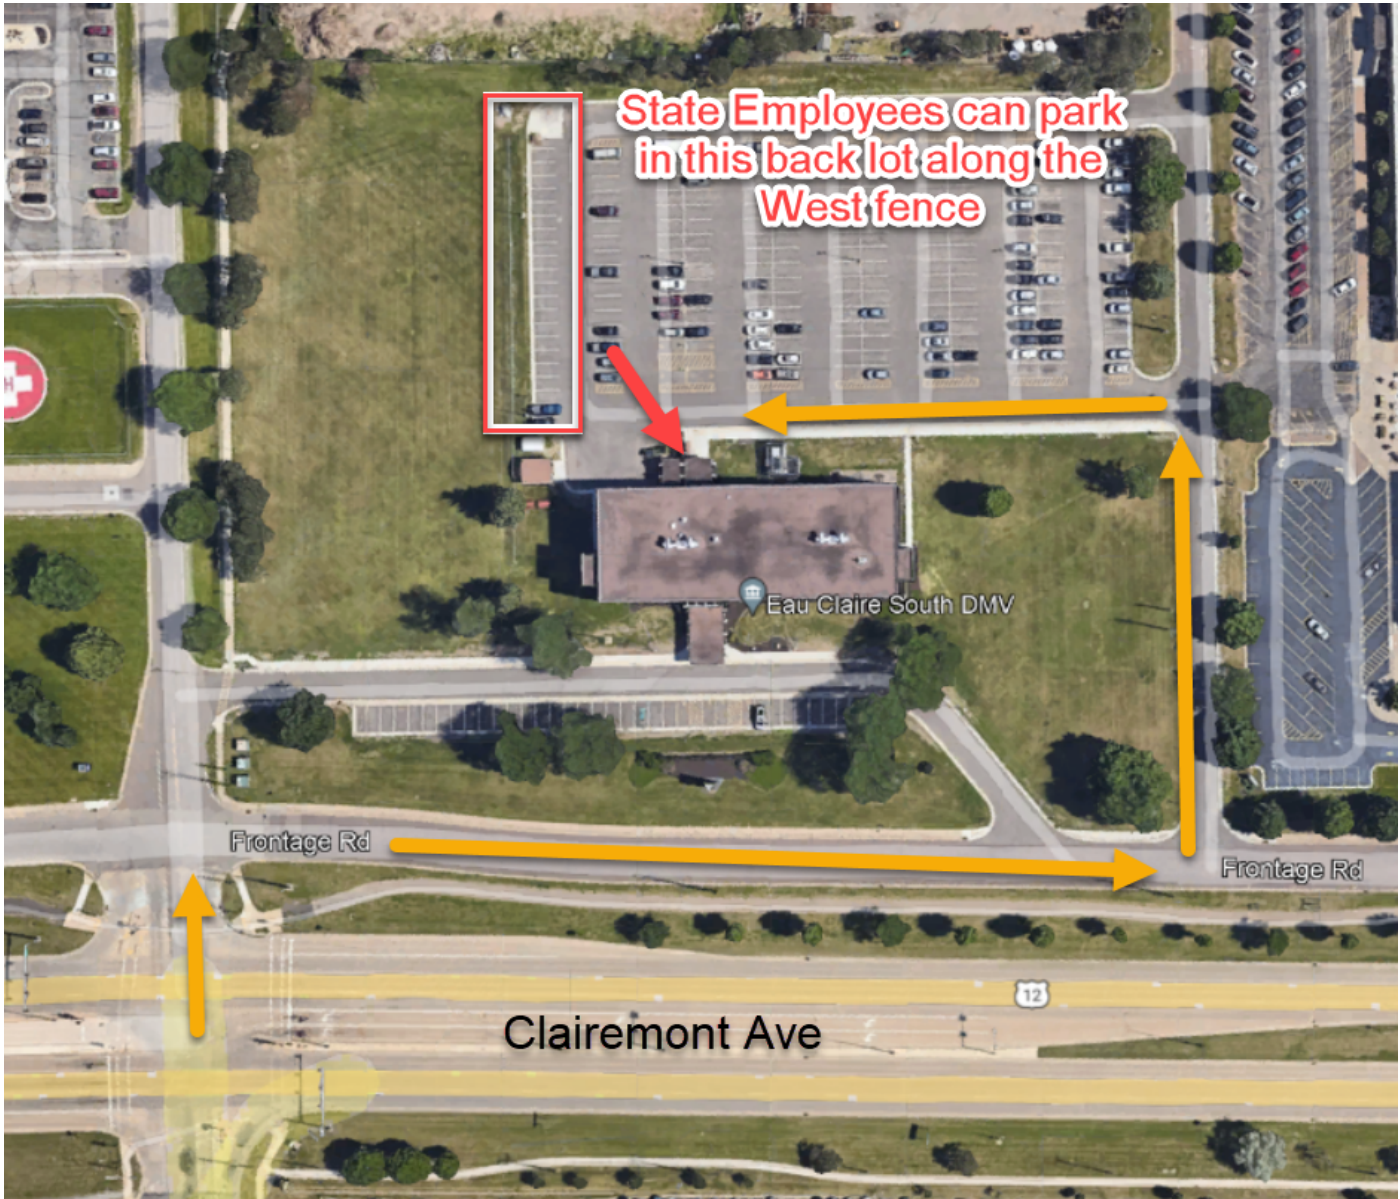 State Employees can park
in this back lot along the
West fence
Eau Claire South DMV
Frontage Rd
Frontage Rd
12
Clairemont Ave
H